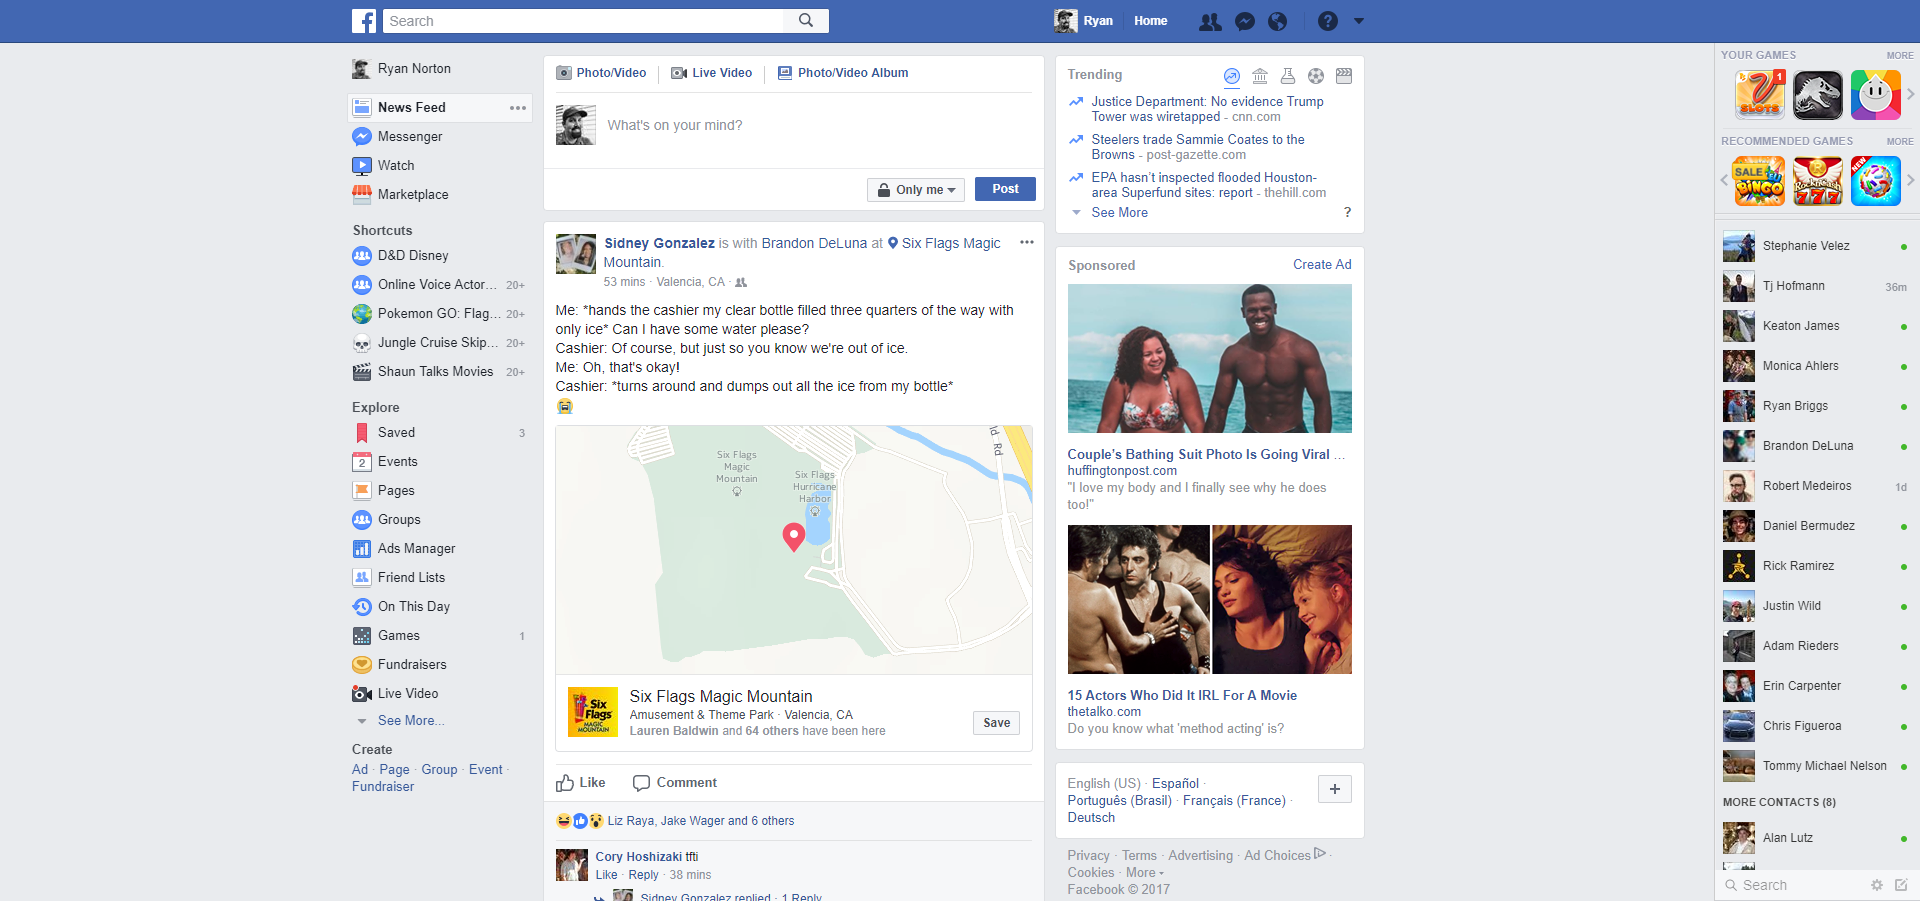 Search
Ryan
Home
Ryan Norton
News Feed
Messenger
Watch
Marketplace
Shortcuts
D&D Disney
Online Voice Actor... 20+
Pokemon GO: Flag... 20+
Jungle Cruise Skip... 20+
Shaun Talks Movies 20+
Explore
Saved 3
2 Events
Pages
Groups
Ads Manager
Friend Lists
On This Day
Games 1
Fundraisers
Live Video
See More...
Create
Ad · Page · Group · Event ·
Fundraiser
Photo/Video
Live Video
Photo/Video Album
What's on your mind?
Only me
Post
Sidney Gonzalez is with Brandon DeLuna at Six Flags Magic
Mountain.
53 mins · Valencia, CA ·
Me: *hands the cashier my clear bottle filled three quarters of the way with
only ice* Can I have some water please?
Cashier: Of course, but just so you know we're out of ice.
Me: Oh, that's okay!
Cashier: *turns around and dumps out all the ice from my bottle*
Six Flags
Magic
Mountain
Six Flags
Hurricane
Harbor
ld Rd
Six
Flags
MAGIC
MOUNTAIN
Six Flags Magic Mountain
Amusement & Theme Park · Valencia, CA
Lauren Baldwin and 64 others have been here
Save
Like
Comment
Liz Raya, Jake Wager and 6 others
Cory Hoshizaki tfti
Like · Reply · 38 mins
Sidney Gonzalez replied · 1 Reply
Trending
Justice Department: No evidence Trump
Tower was wiretapped - cnn.com
Steelers trade Sammie Coates to the
Browns - post-gazette.com
EPA hasn't inspected flooded Houston-
area Superfund sites: report - thehill.com
See More
?
Sponsored
Create Ad
Couple's Bathing Suit Photo Is Going Viral ...
huffingtonpost.com
"I love my body and I finally see why he does
too!"
15 Actors Who Did It IRL For A Movie
thetalko.com
Do you know what 'method acting' is?
English (US) · Español ·
Português (Brasil) · Français (France) ·
Deutsch
+
Privacy · Terms · Advertising · Ad Choices ·
Cookies · More
Facebook © 2017
YOUR GAMES
MORE
1
SLOTS
RECOMMENDED GAMES
MORE
SALE
BINGO
777
NEW
Stephanie Velez
Tj Hofmann 36m
Keaton James
Monica Ahlers
Ryan Briggs
Brandon DeLuna
Robert Medeiros 1d
Daniel Bermudez
Rick Ramirez
Justin Wild
Adam Rieders
Erin Carpenter
Chris Figueroa
Tommy Michael Nelson
MORE CONTACTS (8)
Alan Lutz
Search